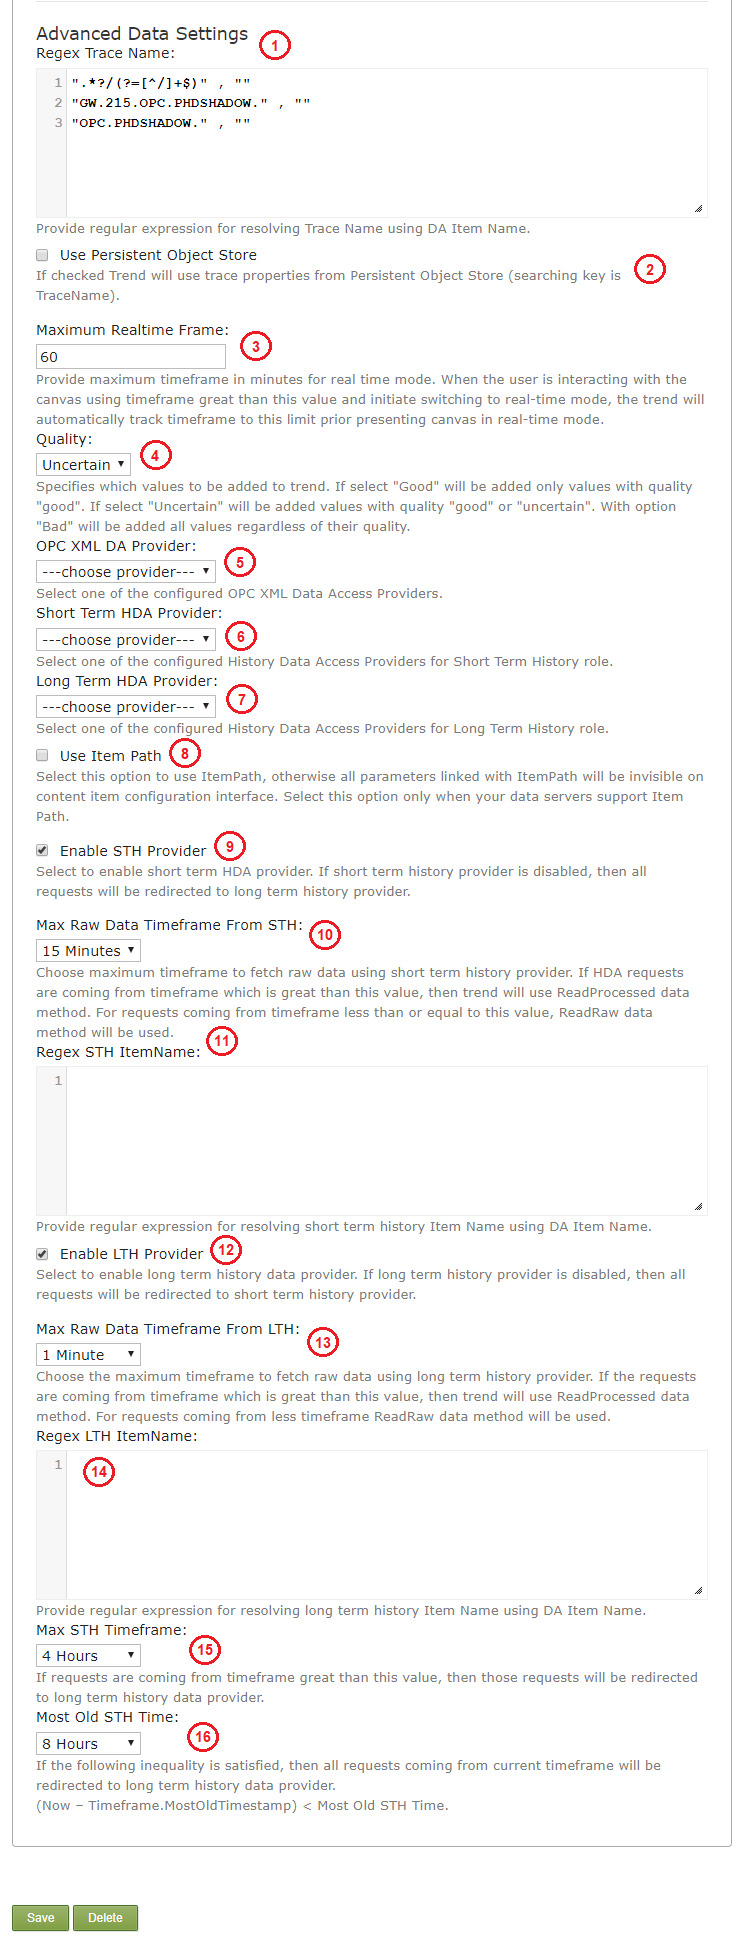 Advanced Data Settings
1
Regex Trace Name:
1 ".*?/(?=[^/]+$)" , ""
2 "GW.215.OPC.PHDSHADOW." , ""
3 "OPC.PHDSHADOW." , ""
Provide regular expression for resolving Trace Name using DA Item Name.
Use Persistent Object Store
If checked Trend will use trace properties from Persistent Object Store (searching key is
2
TraceName).
Maximum Realtime Frame:
3
60
Provide maximum timeframe in minutes for real time mode. When the user is interacting with the
canvas using timeframe great than this value and initiate switching to real-time mode, the trend will
automatically track timeframe to this limit prior presenting canvas in real-time mode.
Quality:
4
Uncertain
Specifies which values to be added to trend. If select "Good" will be added only values with quality
"good". If select "Uncertain" will be added values with quality "good" or "uncertain". With option
"Bad" will be added all values regardless of their quality.
OPC XML DA Provider:
5
---choose provider---
Select one of the configured OPC XML Data Access Providers.
Short Term HDA Provider:
6
---choose provider---
Select one of the configured History Data Access Providers for Short Term History role.
Long Term HDA Provider:
7
---choose provider---
Select one of the configured History Data Access Providers for Long Term History role.
Use Item Path 8
Select this option to use ItemPath, otherwise all parameters linked with ItemPath will be invisible on
content item configuration interface. Select this option only when your data servers support Item
Path.
Enable STH Provider 9
Select to enable short term HDA provider. If short term history provider is disabled, then all
requests will be redirected to long term history provider.
Max Raw Data Timeframe From STH: 10
15 Minutes
Choose maximum timeframe to fetch raw data using short term history provider. If HDA requests
are coming from timeframe which is great than this value, then trend will use ReadProcessed data
method. For requests coming from timeframe less than or equal to this value, ReadRaw data
method will be used.
11
Regex STH ItemName:
1
Provide regular expression for resolving short term history Item Name using DA Item Name.
Enable LTH Provider 12
Select to enable long term history data provider. If long term history provider is disabled, then all
requests will be redirected to short term history provider.
Max Raw Data Timeframe From LTH: 13
1 Minute
Choose the maximum timeframe to fetch raw data using long term history provider. If the requests
are coming from timeframe which is great than this value, then trend will use ReadProcessed data
method. For requests coming from less timeframe ReadRaw data method will be used.
Regex LTH ItemName:
1 14
Provide regular expression for resolving long term history Item Name using DA Item Name.
Max STH Timeframe:
15
4 Hours
If requests are coming from timeframe great than this value, then those requests will be redirected
to long term history data provider.
Most Old STH Time:
16
8 Hours
If the following inequality is satisfied, then all requests coming from current timeframe will be
redirected to long term history data provider.
(Now – Timeframe.MostOldTimestamp) < Most Old STH Time.
Save Delete